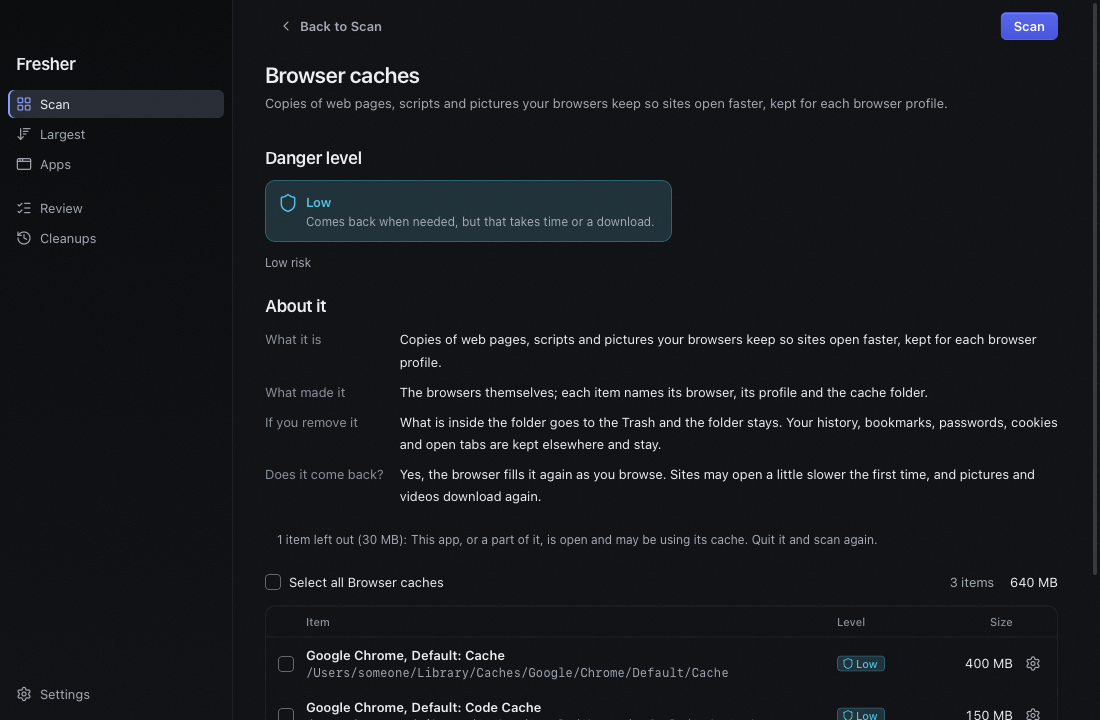 Back to Scan
Scan
Fresher
Scan
Largest
Apps
Review
Cleanups
Settings
Browser caches
Copies of web pages, scripts and pictures your browsers keep so sites open faster, kept for each browser profile.
Danger level
Low
Comes back when needed, but that takes time or a download.
Low risk
About it
What it is
Copies of web pages, scripts and pictures your browsers keep so sites open faster, kept for each browser
profile.
What made it
The browsers themselves; each item names its browser, its profile and the cache folder.
If you remove it
What is inside the folder goes to the Trash and the folder stays. Your history, bookmarks, passwords, cookies
and open tabs are kept elsewhere and stay.
Does it come back?
Yes, the browser fills it again as you browse. Sites may open a little slower the first time, and pictures and
videos download again.
1 item left out (30 MB): This app, or a part of it, is open and may be using its cache. Quit it and scan again.
Select all Browser caches
3 items 640 MB
Item Level Size
Google Chrome, Default: Cache
/Users/someone/Library/Caches/Google/Chrome/Default/Cache
Low
400 MB
Google Chrome, Default: Code Cache
Low
150 MB